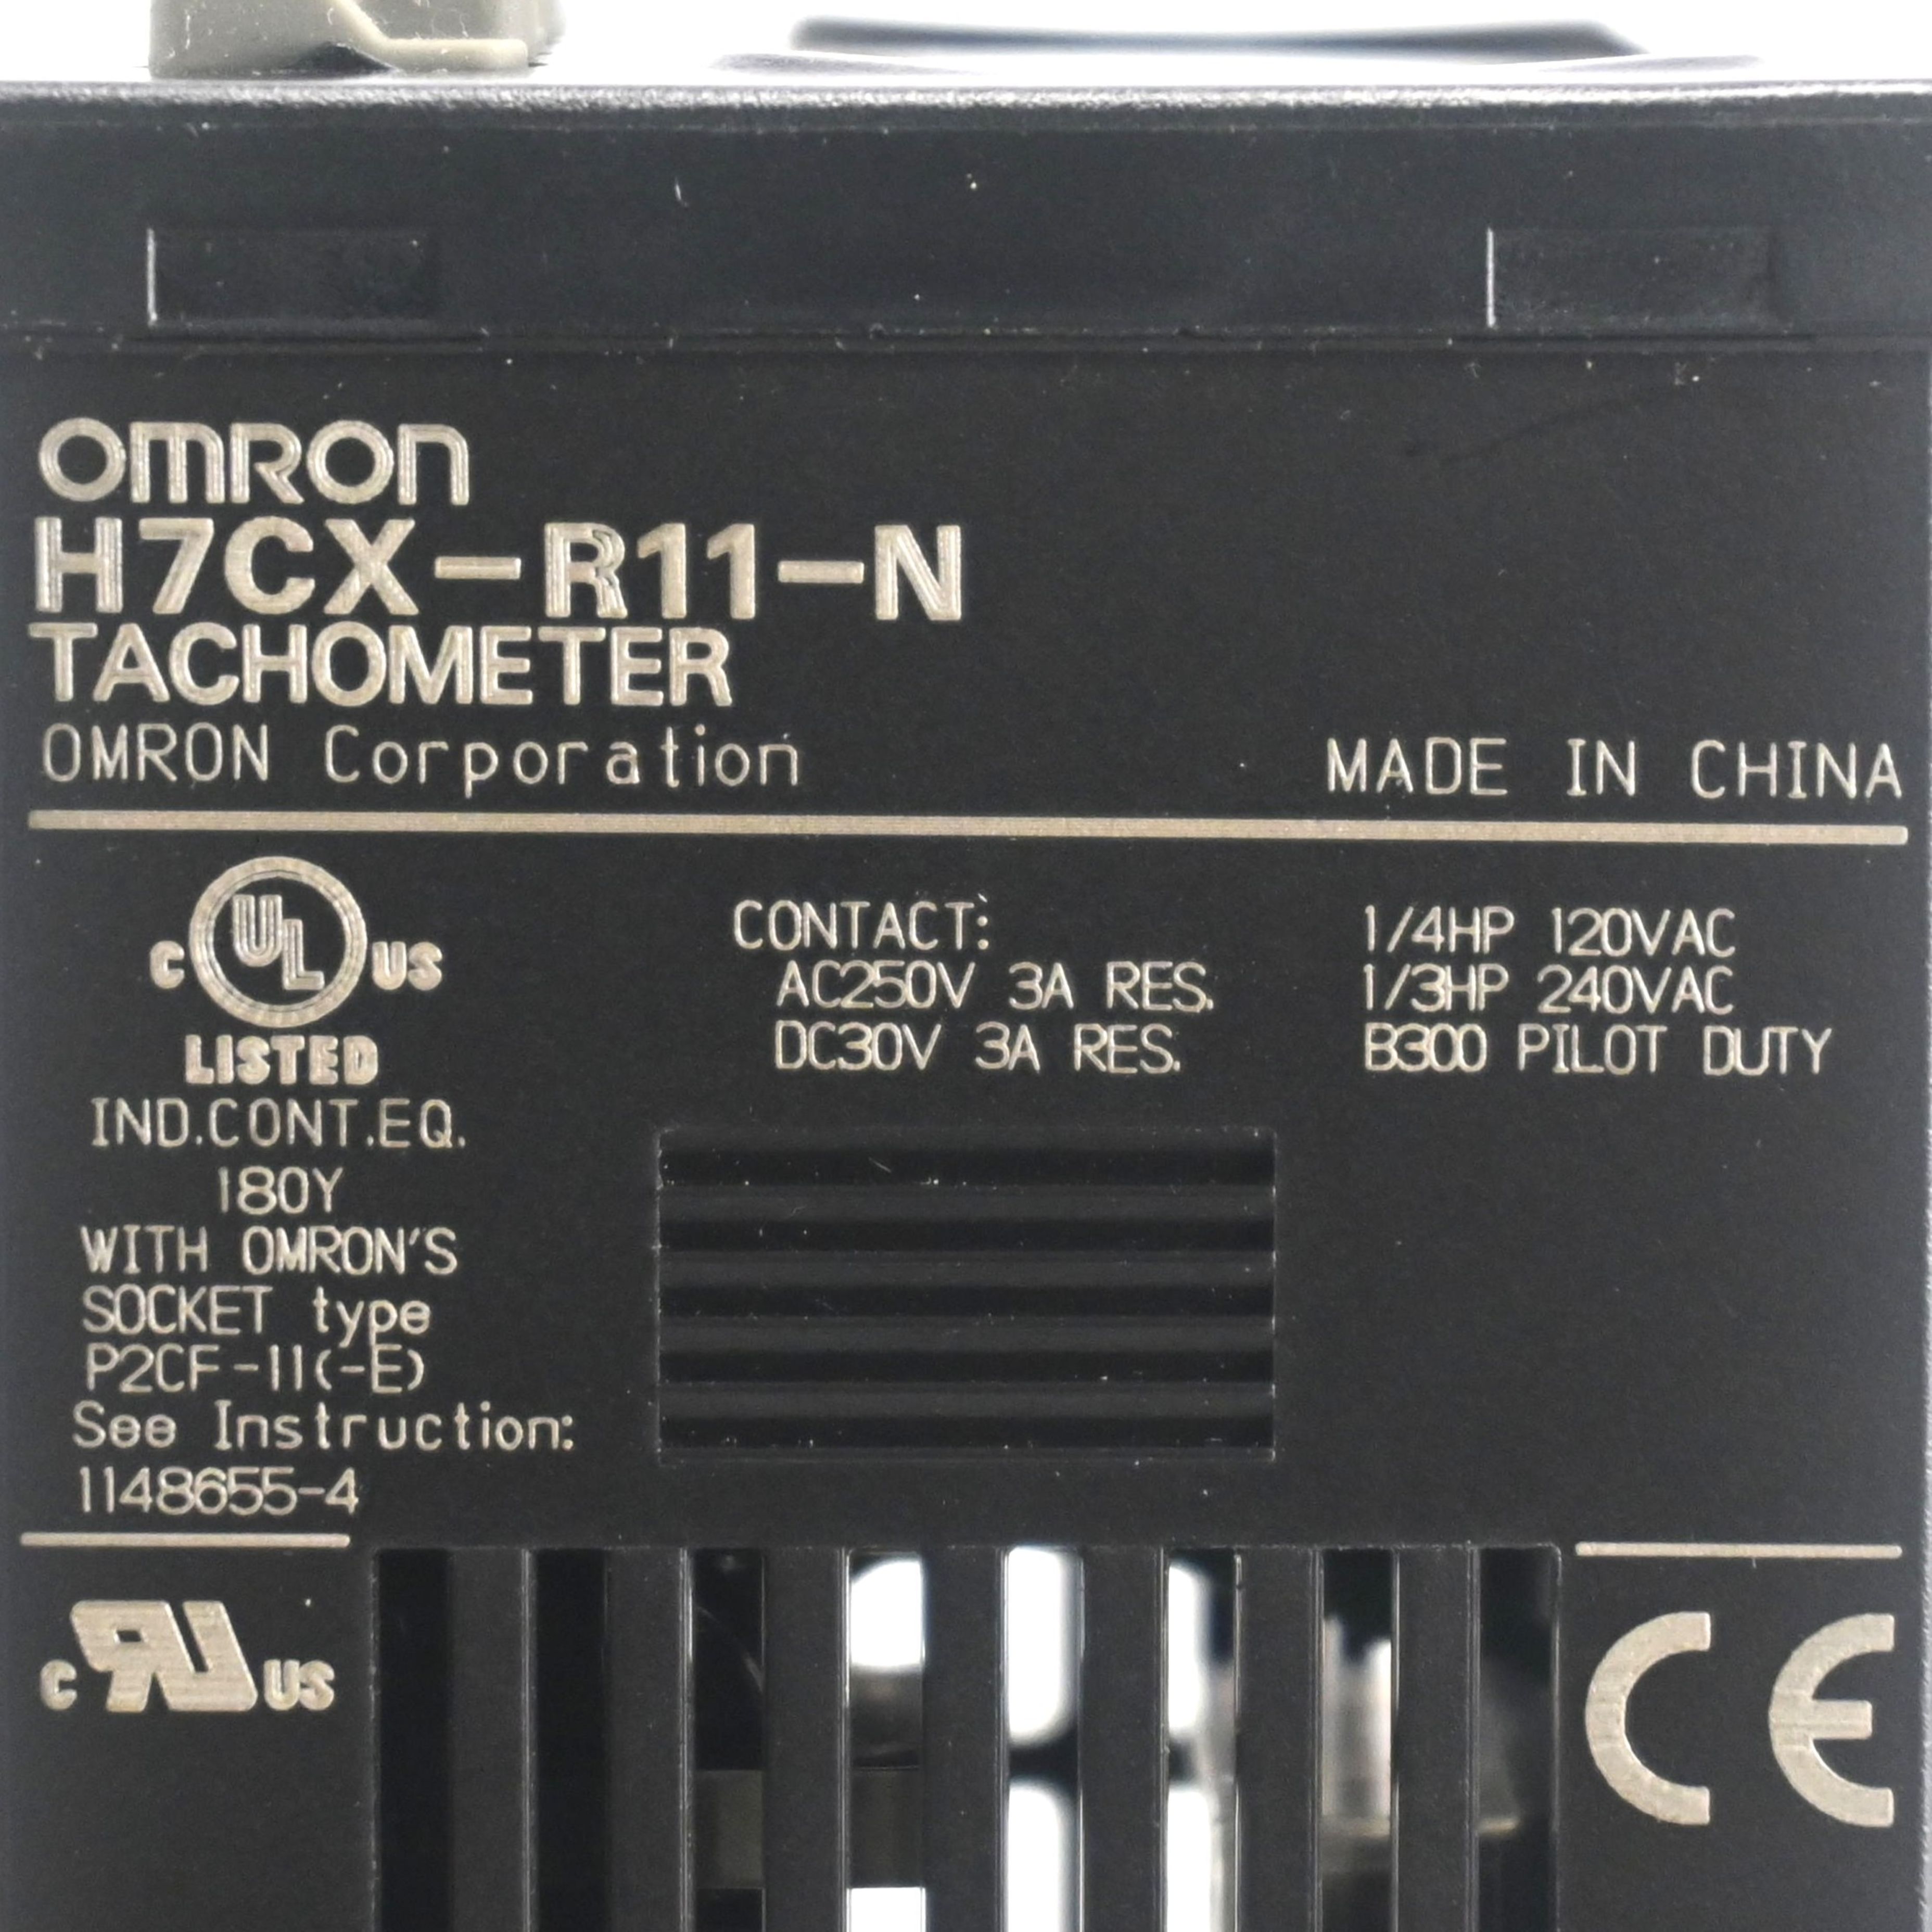 OMRON
H7CX-R11-N
TACHOMETER
OMRON Corporation
MADE IN CHINA
C UL US
LISTED
IND.CONT.EQ.
180Y
WITH OMRON'S
SOCKET type
P2CF-11(-E)
See Instruction:
1148655-4
CONTACT:
AC250V 3A RES.
DC30V 3A RES.
1/4HP 120VAC
1/3HP 240VAC
B300 PILOT DUTY
C RU US
CE